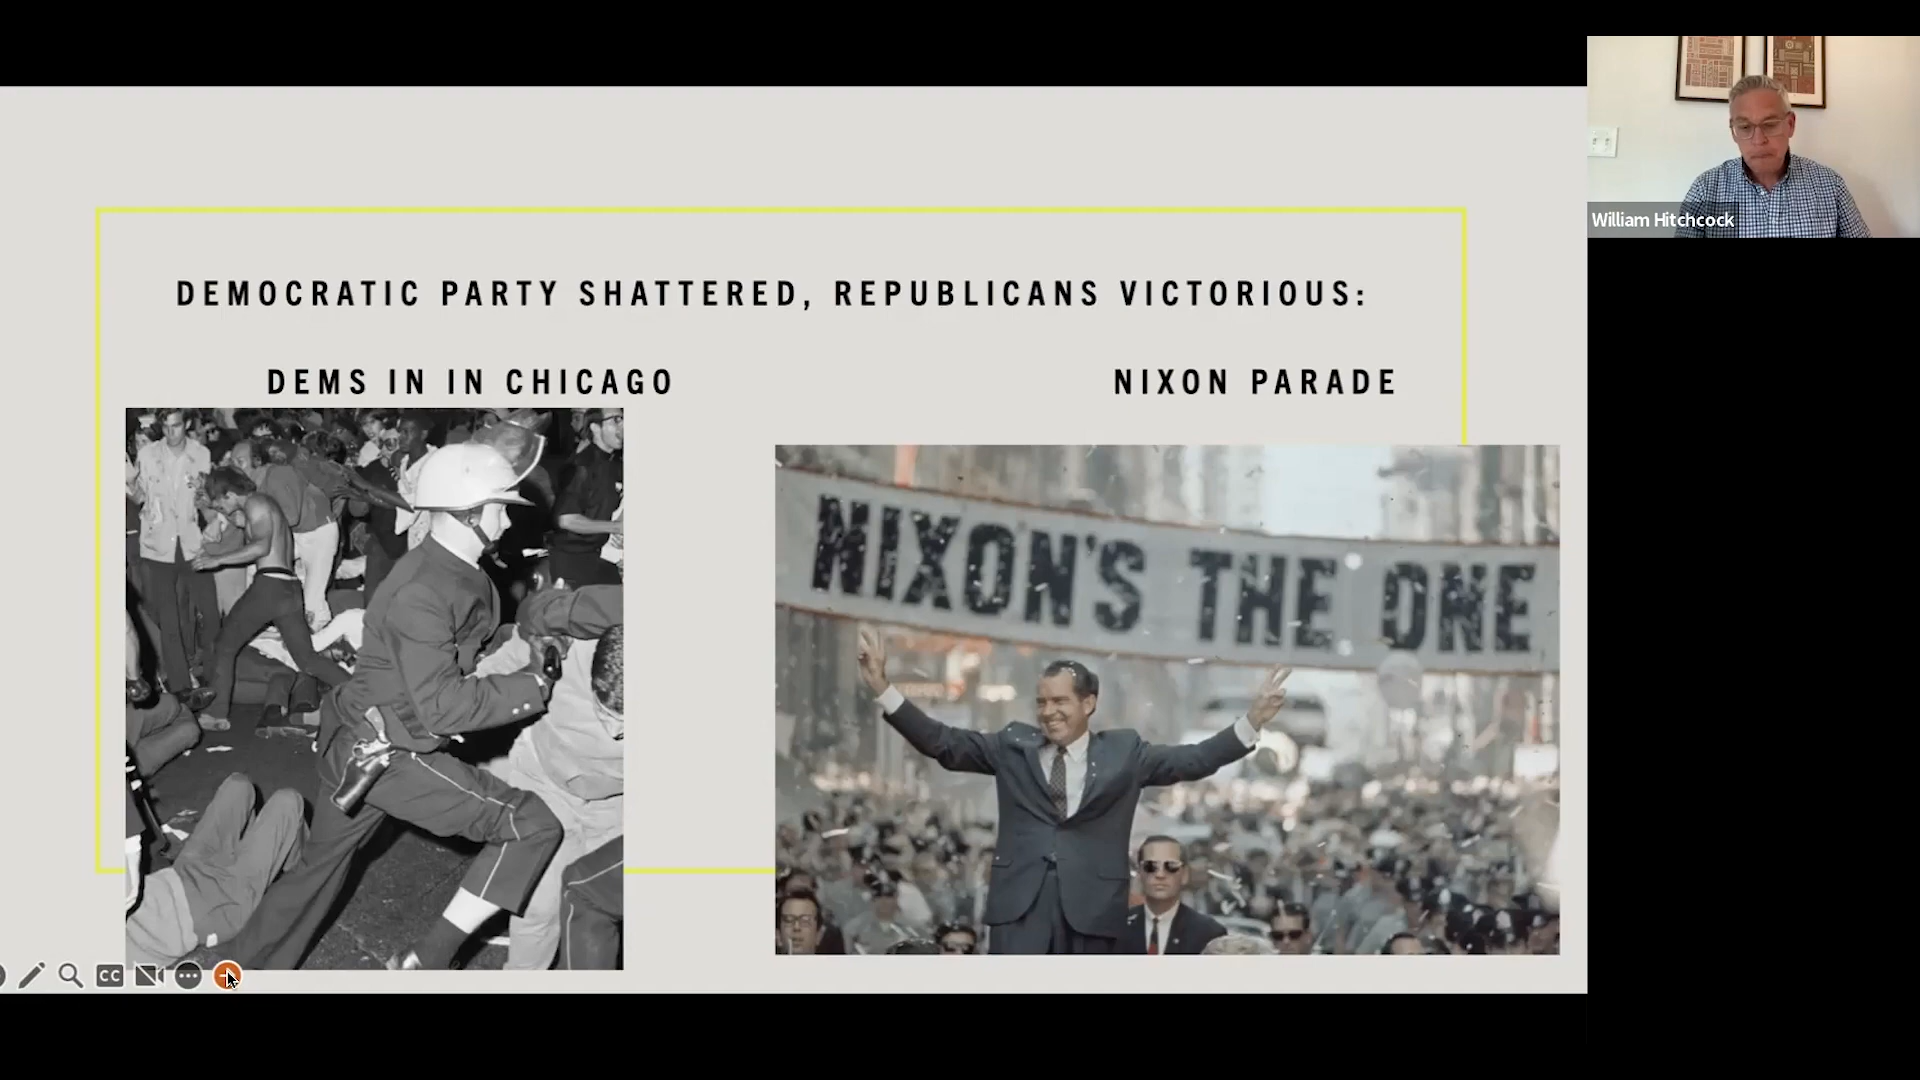 DEMOCRATIC PARTY SHATTERED, REPUBLICANS VICTORIOUS:
DEMS IN IN CHICAGO
NIXON PARADE
NIXON'S THE ONE
CC
William Hitchcock